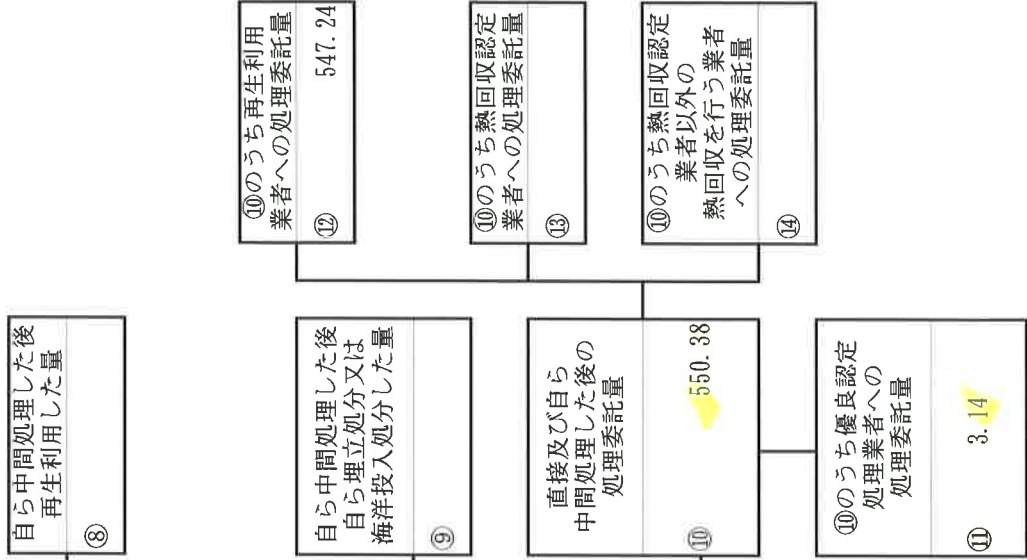 自ら中間処理した後
再生利用した量
⑧
自ら中間処理した後
自ら埋立処分又は
海洋投入処分した量
⑨
直接及び自ら
中間処理した後の
処理委託量
⑩
550.38
⑩のうち優良認定
処理業者への
処理委託量
⑪
3.14
⑩のうち再生利用
業者への処理委託量
⑫
547.24
⑩のうち熱回収認定
業者への処理委託量
⑬
⑩のうち熱回収認定
業者以外の
熱回収を行う業者
への処理委託量
⑭